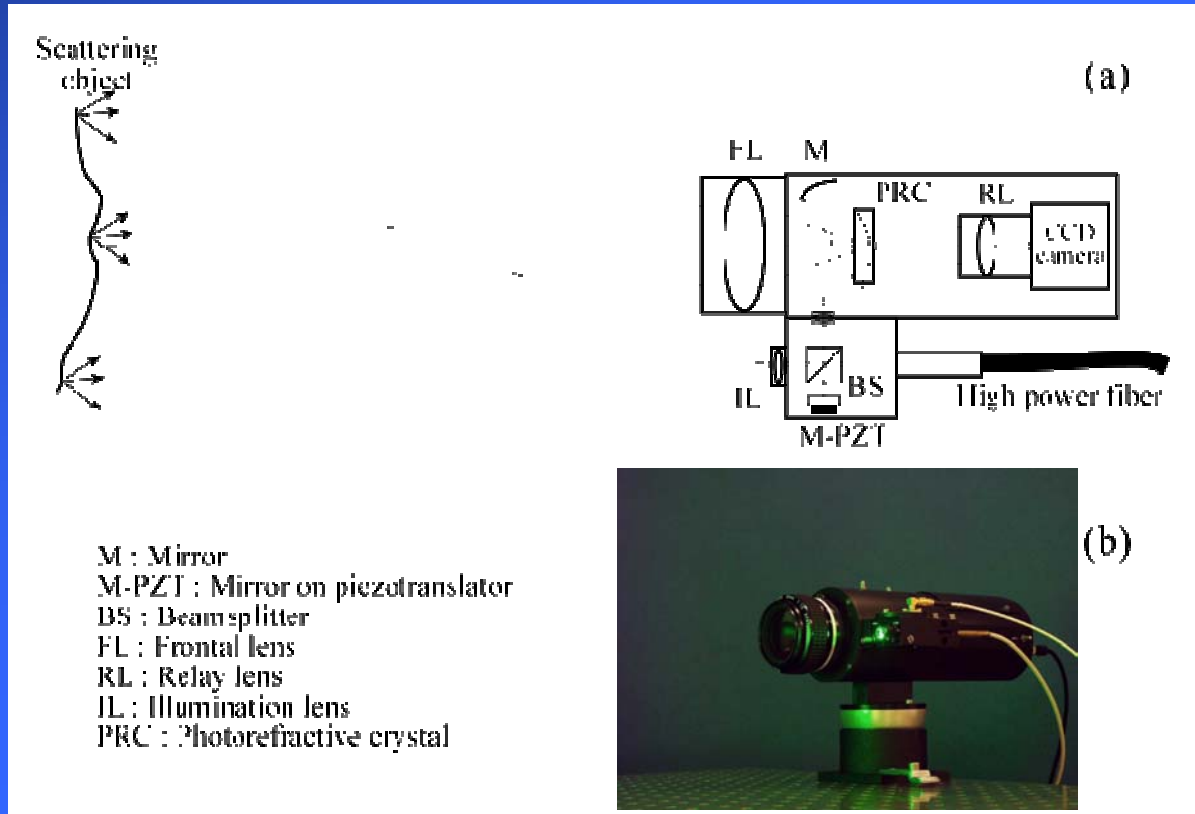 Scattering
object
(a)
FL M
PRC RL
CCD
camera
IL BS High power fiber
M-PZT
(b)
M : Mirror
M-PZT : Mirror on piezotranslator
BS : Beamsplitter
FL : Frontal lens
RL : Relay lens
IL : Illumination lens
PRC : Photorefractive crystal